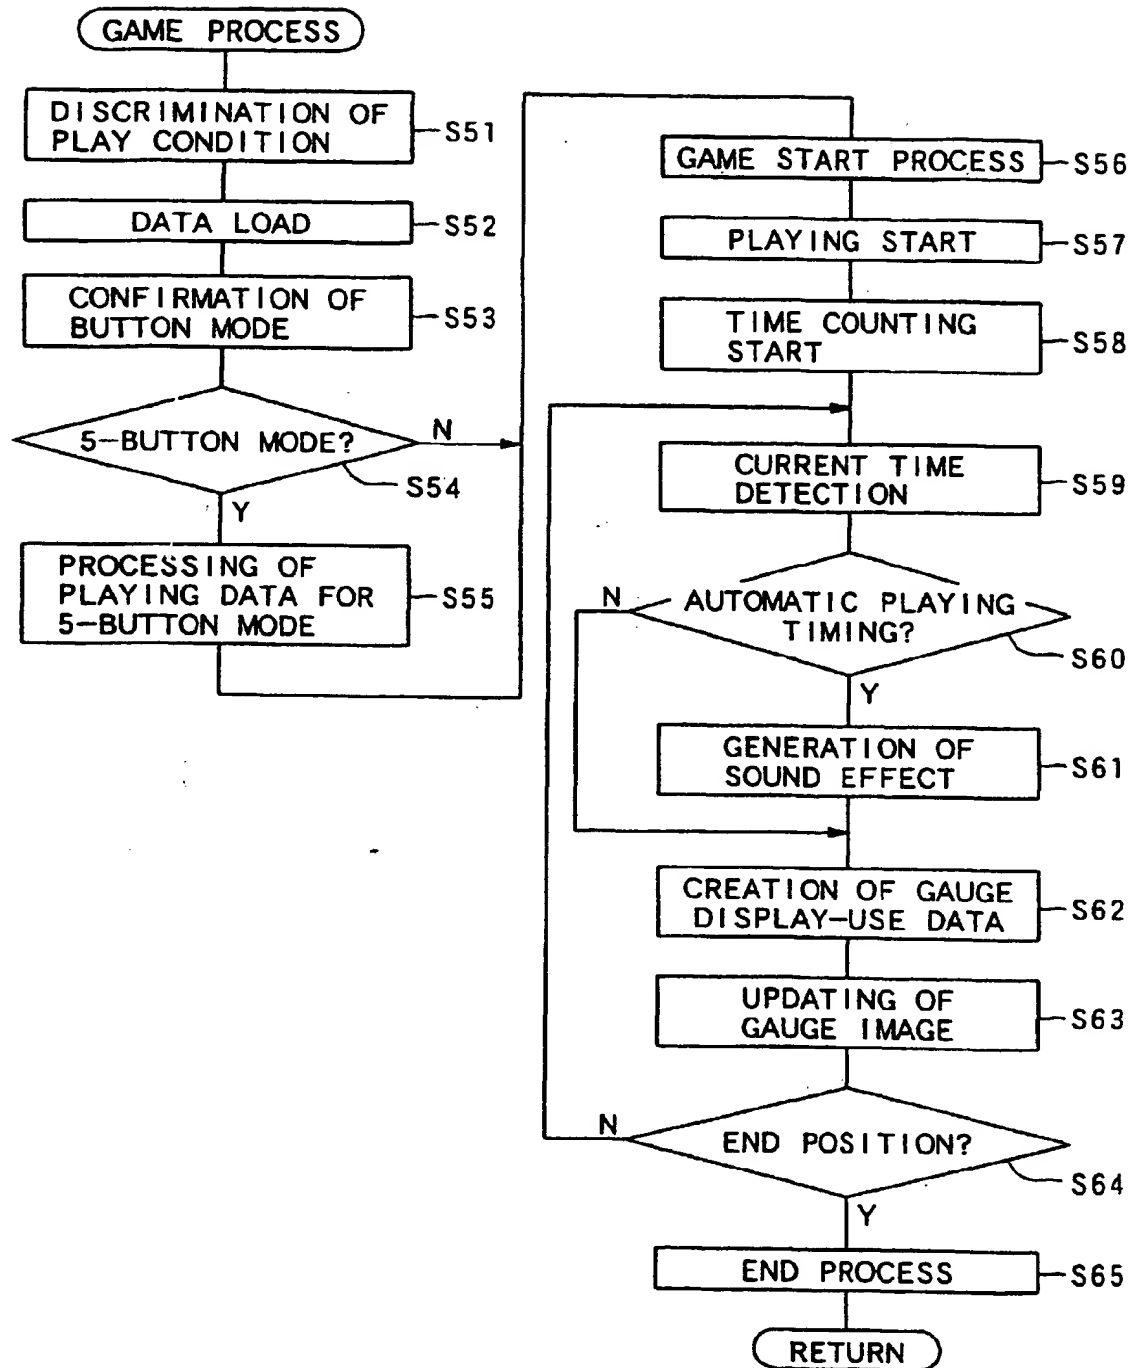 GAME PROCESS
DISCRIMINATION OF
PLAY CONDITION
S51
DATA LOAD
S52
CONFIRMATION OF
BUTTON MODE
S53
5-BUTTON MODE?
N
S54
Y
PROCESSING OF
PLAYING DATA FOR
5-BUTTON MODE
S55
GAME START PROCESS
S56
PLAYING START
S57
TIME COUNTING
START
S58
CURRENT TIME
DETECTION
S59
N
AUTOMATIC PLAYING
TIMING?
S60
Y
GENERATION OF
SOUND EFFECT
S61
CREATION OF GAUGE
DISPLAY-USE DATA
S62
UPDATING OF
GAUGE IMAGE
S63
N
END POSITION?
S64
Y
END PROCESS
S65
RETURN